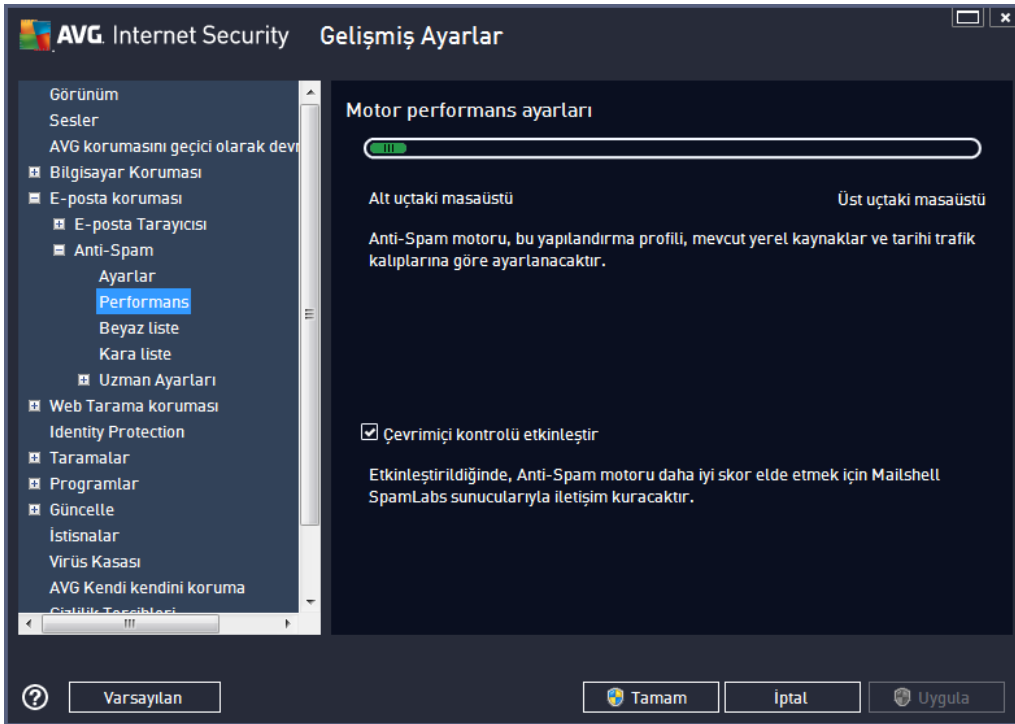 AVG. Internet Security Gelişmiş Ayarlar
Görünüm
Sesler
AVG korumasını geçici olarak devr
Bilgisayar Koruması
E-posta koruması
E-posta Tarayıcısı
Anti-Spam
Ayarlar
Performans
Beyaz liste
Kara liste
Uzman Ayarları
Web Tarama koruması
Identity Protection
Taramalar
Programlar
Güncelle
İstisnalar
Virüs Kasası
AVG Kendi kendini koruma
Gizlilik Tercihleri
Motor performans ayarları
Alt uçtaki masaüstü Üst uçtaki masaüstü
Anti-Spam motoru, bu yapılandırma profili, mevcut yerel kaynaklar ve tarihi trafik
kalıplarına göre ayarlanacaktır.
Çevrimiçi kontrolü etkinleştir
Etkinleştirildiğinde, Anti-Spam motoru daha iyi skor elde etmek için Mailshell
SpamLabs sunucularıyla iletişim kuracaktır.
Varsayılan Tamam İptal Uygula